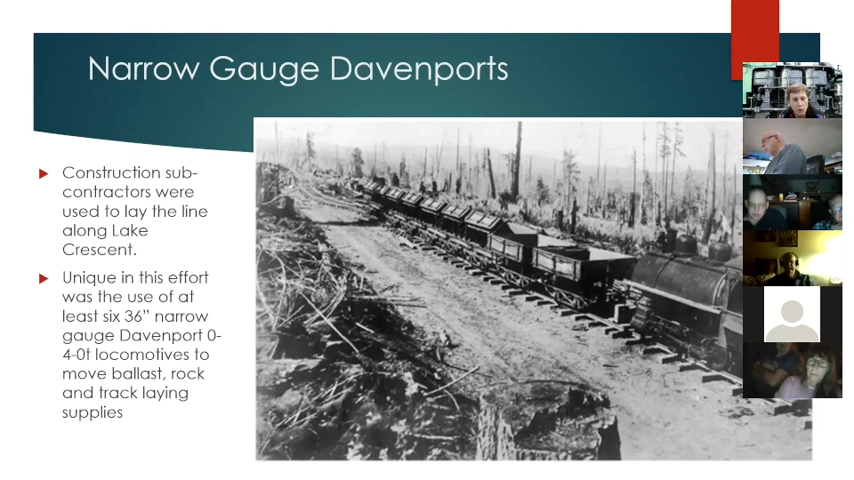 Narrow Gauge Davenports
Construction sub-
contractors were
used to lay the line
along Lake
Crescent.
Unique in this effort
was the use of at
least six 36” narrow
gauge Davenport 0-
4-0t locomotives to
move ballast, rock
and track laying
supplies